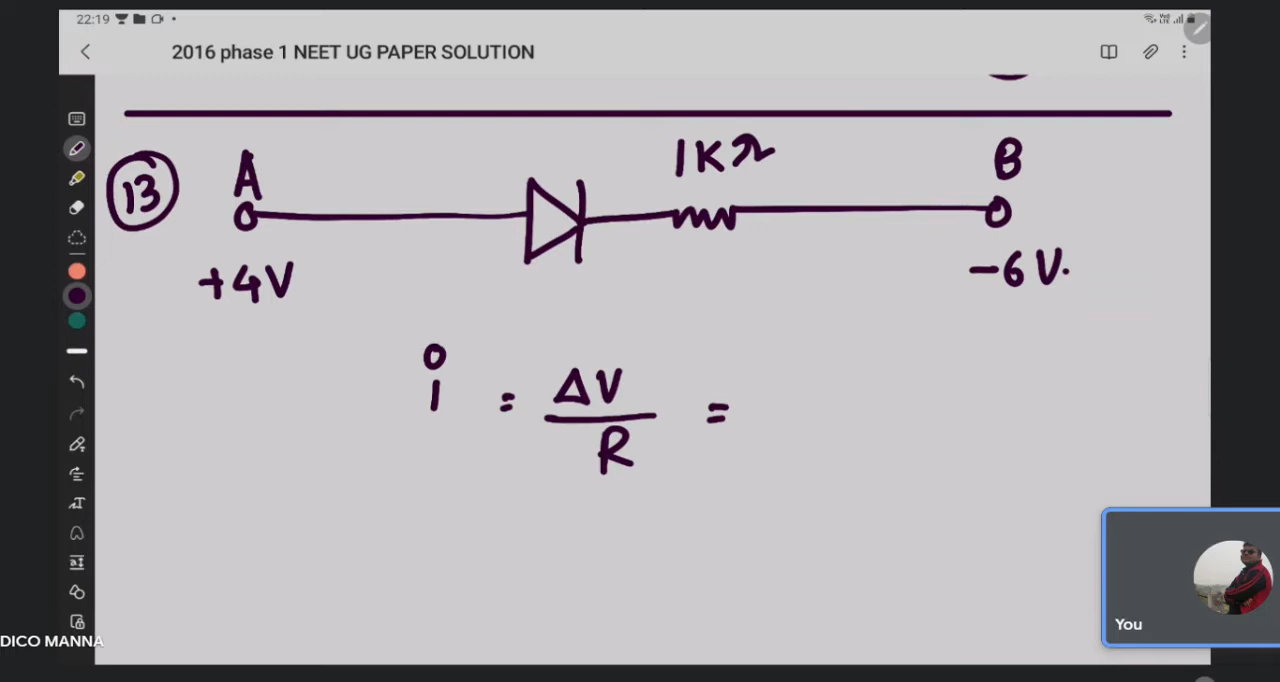 22:19
2016 phase 1 NEET UG PAPER SOLUTION
13
A
1KΩ
B
+4V
-6V.
i = ΔV/R =
You
DICO MANNA